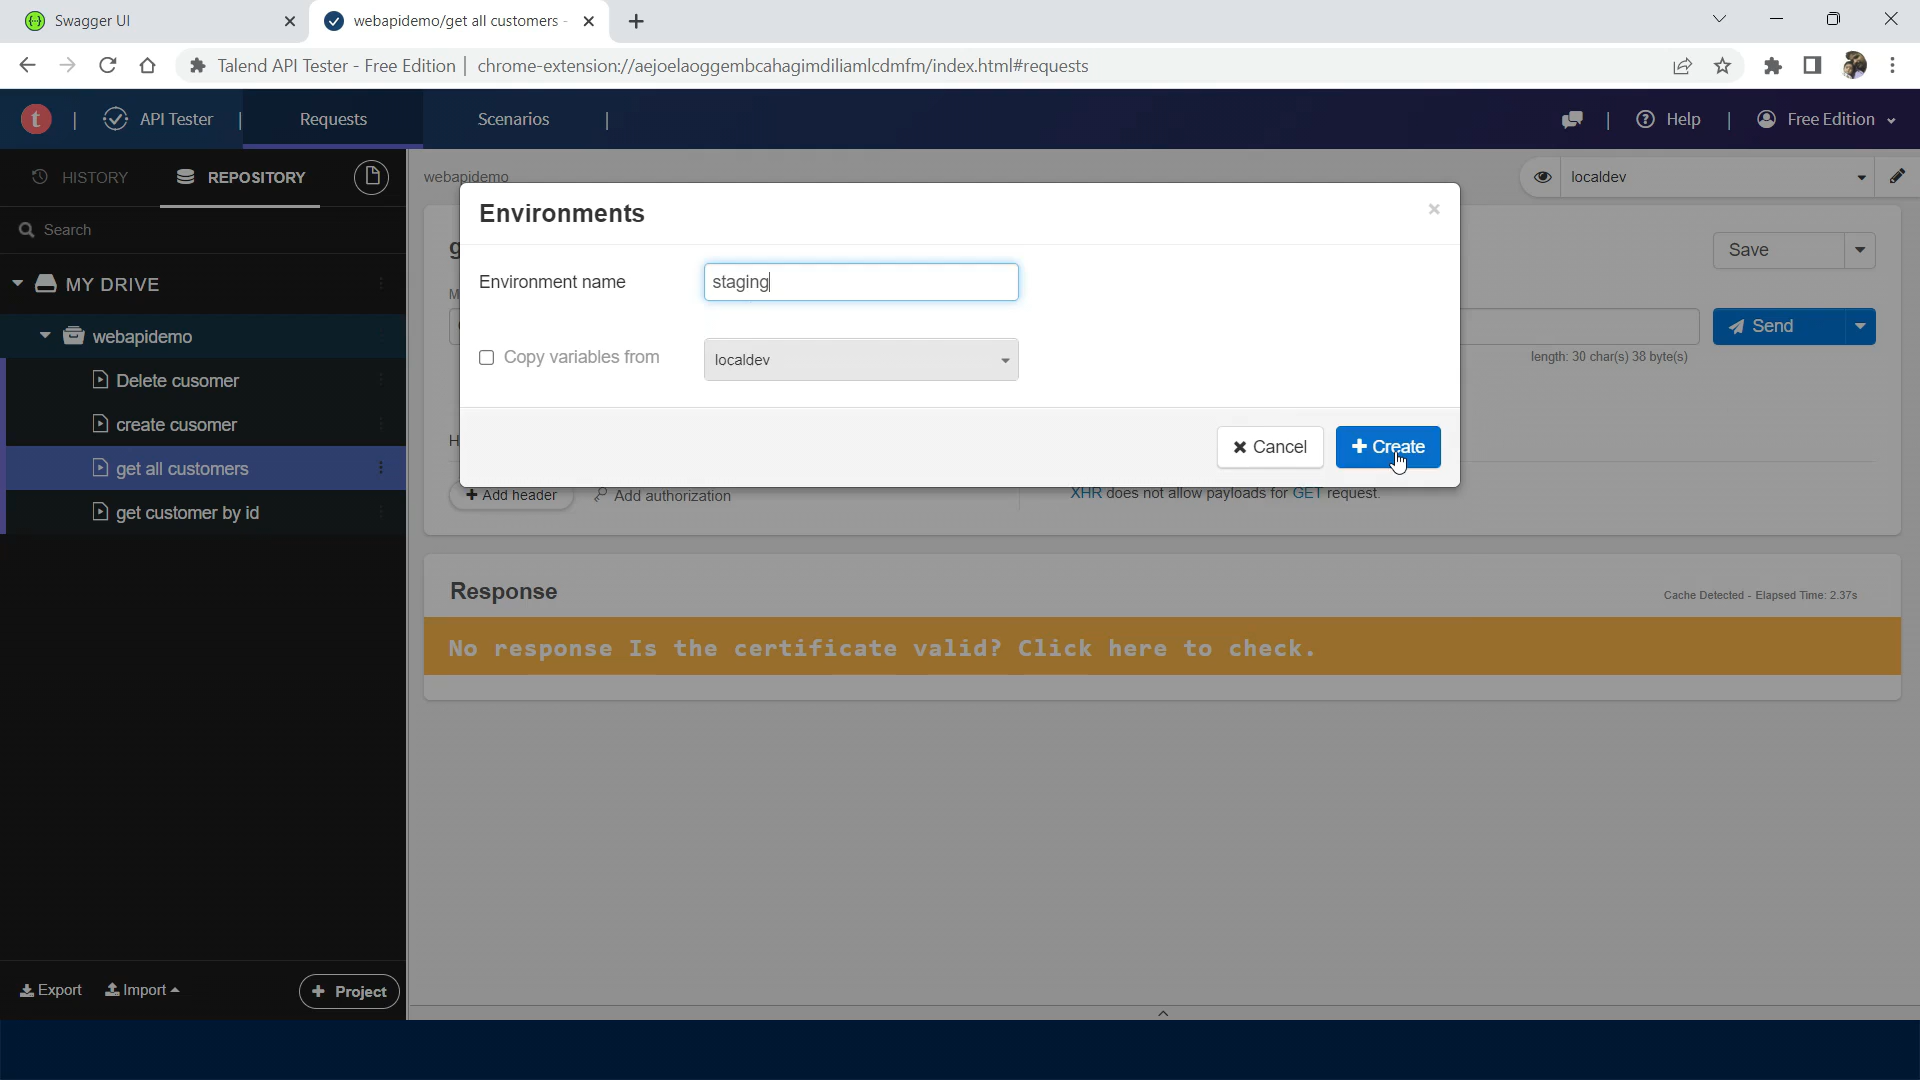 Swagger UI
webapidemo/get all customers -
Talend API Tester - Free Edition | chrome-extension://aejoelaoggembcahagimdiliamlcdmfm/index.html#requests
t | API Tester | Requests Scenarios | | Help | Free Edition
HISTORY REPOSITORY
webapidemo
localdev
Search
MY DRIVE
webapidemo
Delete cusomer
create cusomer
get all customers
get customer by id
Environments ×
Environment name staging
Copy variables from localdev
Cancel + Create
Save
Send
length: 30 char(s) 38 byte(s)
+ Add header Add authorization
XHR does not allow payloads for GET request.
Response
Cache Detected - Elapsed Time: 2.37s
No response Is the certificate valid? Click here to check.
Export Import + Project